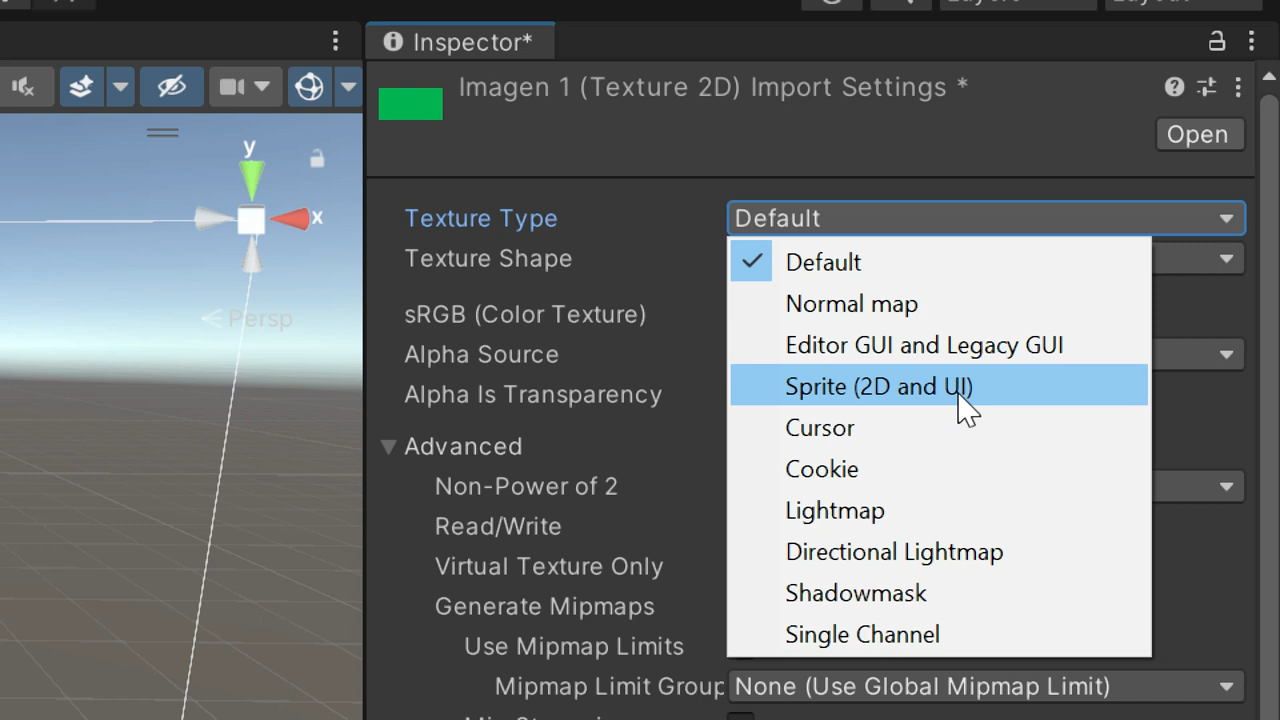 Inspector*
Imagen 1 (Texture 2D) Import Settings *
Open
y
x
Persp
Texture Type
Default
Texture Shape
Default
Normal map
Editor GUI and Legacy GUI
Sprite (2D and UI)
Cursor
Cookie
Lightmap
Directional Lightmap
Shadowmask
Single Channel
sRGB (Color Texture)
Alpha Source
Alpha Is Transparency
Advanced
Non-Power of 2
Read/Write
Virtual Texture Only
Generate Mipmaps
Use Mipmap Limits
Mipmap Limit Group
None (Use Global Mipmap Limit)